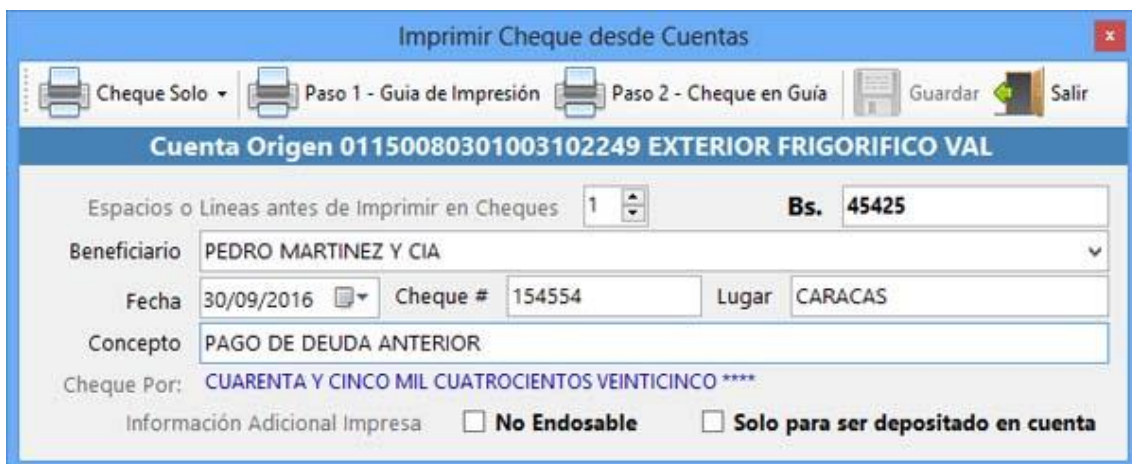 Imprimir Cheque desde Cuentas
x
Cheque Solo Paso 1 - Guia de Impresión Paso 2 - Cheque en Guía Guardar Salir
Cuenta Origen 01150080301003102249 EXTERIOR FRIGORIFICO VAL
Espacios o Lineas antes de Imprimir en Cheques 1 Bs. 45425
Beneficiario PEDRO MARTINEZ Y CIA
Fecha 30/09/2016 Cheque # 154554 Lugar CARACAS
Concepto PAGO DE DEUDA ANTERIOR
Cheque Por: CUARENTA Y CINCO MIL CUATROCIENTOS VEINTICINCO ****
Información Adicional Impresa No Endosable Solo para ser depositado en cuenta